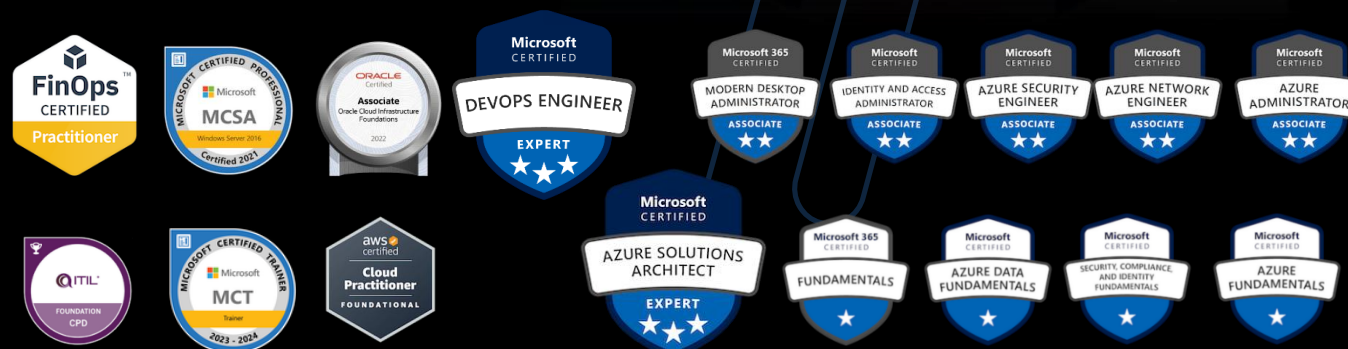 FinOps™
CERTIFIED
Practitioner
MICROSOFT CERTIFIED PROFESSIONAL
Microsoft
MCSA
Windows Server 2016
Certified 2021
ORACLE
Certified
Associate
Oracle Cloud Infrastructure
Foundations
2022
Microsoft
CERTIFIED
DEVOPS ENGINEER
EXPERT
Microsoft 365
CERTIFIED
MODERN DESKTOP
ADMINISTRATOR
ASSOCIATE
Microsoft
CERTIFIED
IDENTITY AND ACCESS
ADMINISTRATOR
ASSOCIATE
Microsoft
CERTIFIED
AZURE SECURITY
ENGINEER
ASSOCIATE
Microsoft
CERTIFIED
AZURE NETWORK
ENGINEER
ASSOCIATE
Microsoft
CERTIFIED
AZURE
ADMINISTRATOR
ASSOCIATE
ITIL
FOUNDATION
CPD
MICROSOFT CERTIFIED TRAINER
Microsoft
MCT
Trainer
2023 - 2024
aws
certified
Cloud
Practitioner
FOUNDATIONAL
Microsoft
CERTIFIED
AZURE SOLUTIONS
ARCHITECT
EXPERT
Microsoft 365
CERTIFIED
FUNDAMENTALS
Microsoft
CERTIFIED
AZURE DATA
FUNDAMENTALS
Microsoft
CERTIFIED
SECURITY, COMPLIANCE,
AND IDENTITY
FUNDAMENTALS
Microsoft
CERTIFIED
AZURE
FUNDAMENTALS